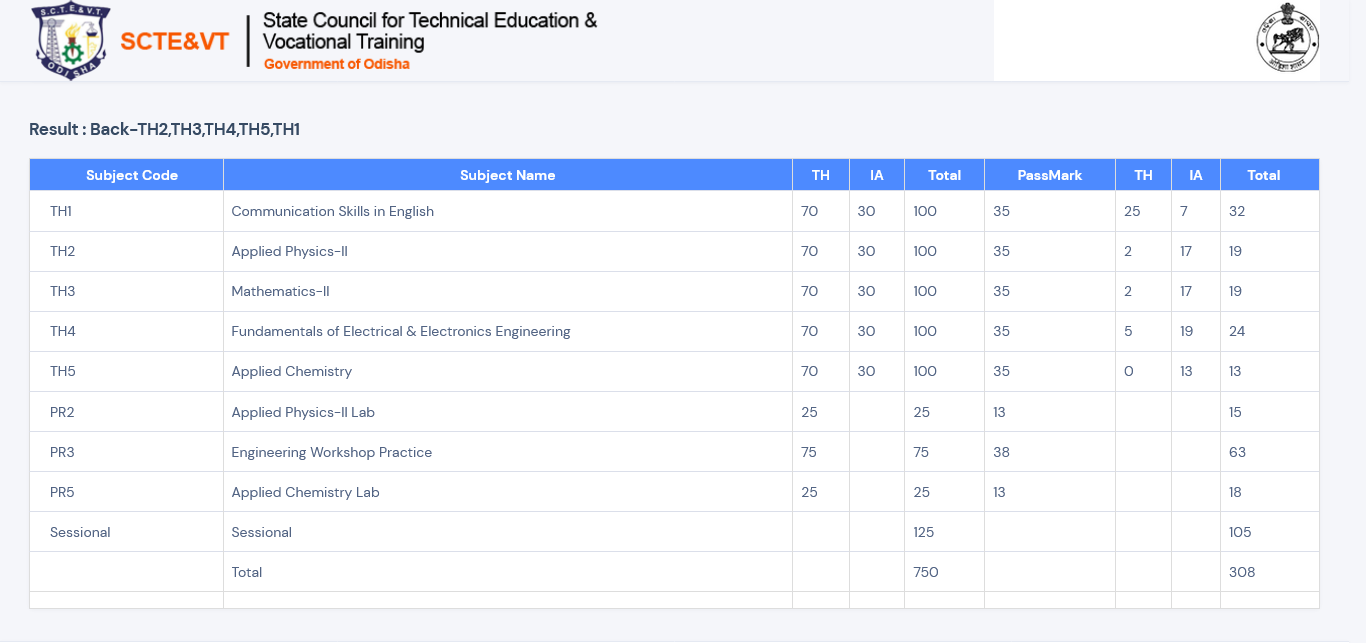 S.C.T.E.& V.T.
ODISHA
SCTE&VT
State Council for Technical Education &
Vocational Training
Government of Odisha
Result : Back-TH2,TH3,TH4,TH5,TH1
Subject Code Subject Name TH IA Total PassMark TH IA Total
TH1 Communication Skills in English 70 30 100 35 25 7 32
TH2 Applied Physics-II 70 30 100 35 2 17 19
TH3 Mathematics-II 70 30 100 35 2 17 19
TH4 Fundamentals of Electrical & Electronics Engineering 70 30 100 35 5 19 24
TH5 Applied Chemistry 70 30 100 35 0 13 13
PR2 Applied Physics-II Lab 25 25 13 15
PR3 Engineering Workshop Practice 75 75 38 63
PR5 Applied Chemistry Lab 25 25 13 18
Sessional Sessional 125 105
Total 750 308